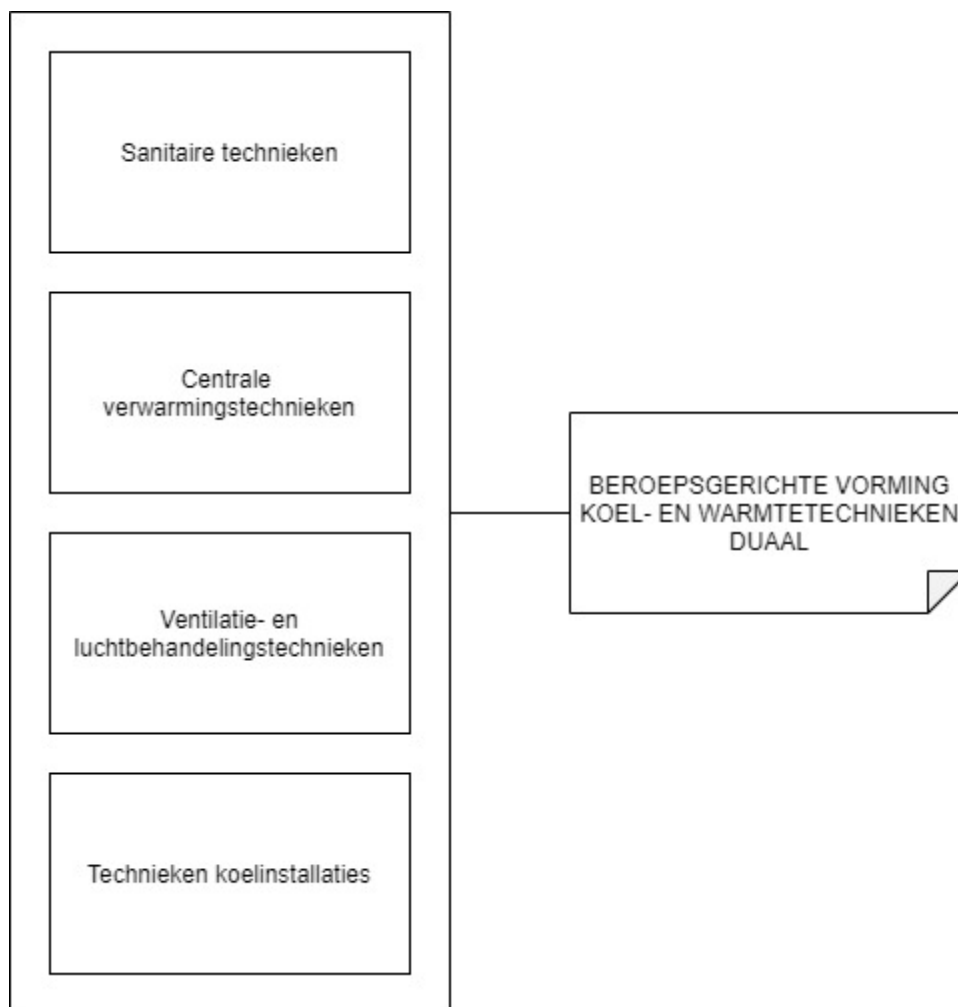 Sanitaire technieken
Centrale
verwarmingstechnieken
BEROEPSGERICHTE VORMING
KOEL- EN WARMTETECHNIEKEN
DUAAL
Ventilatie- en
luchtbehandelingstechnieken
Technieken koelinstallaties